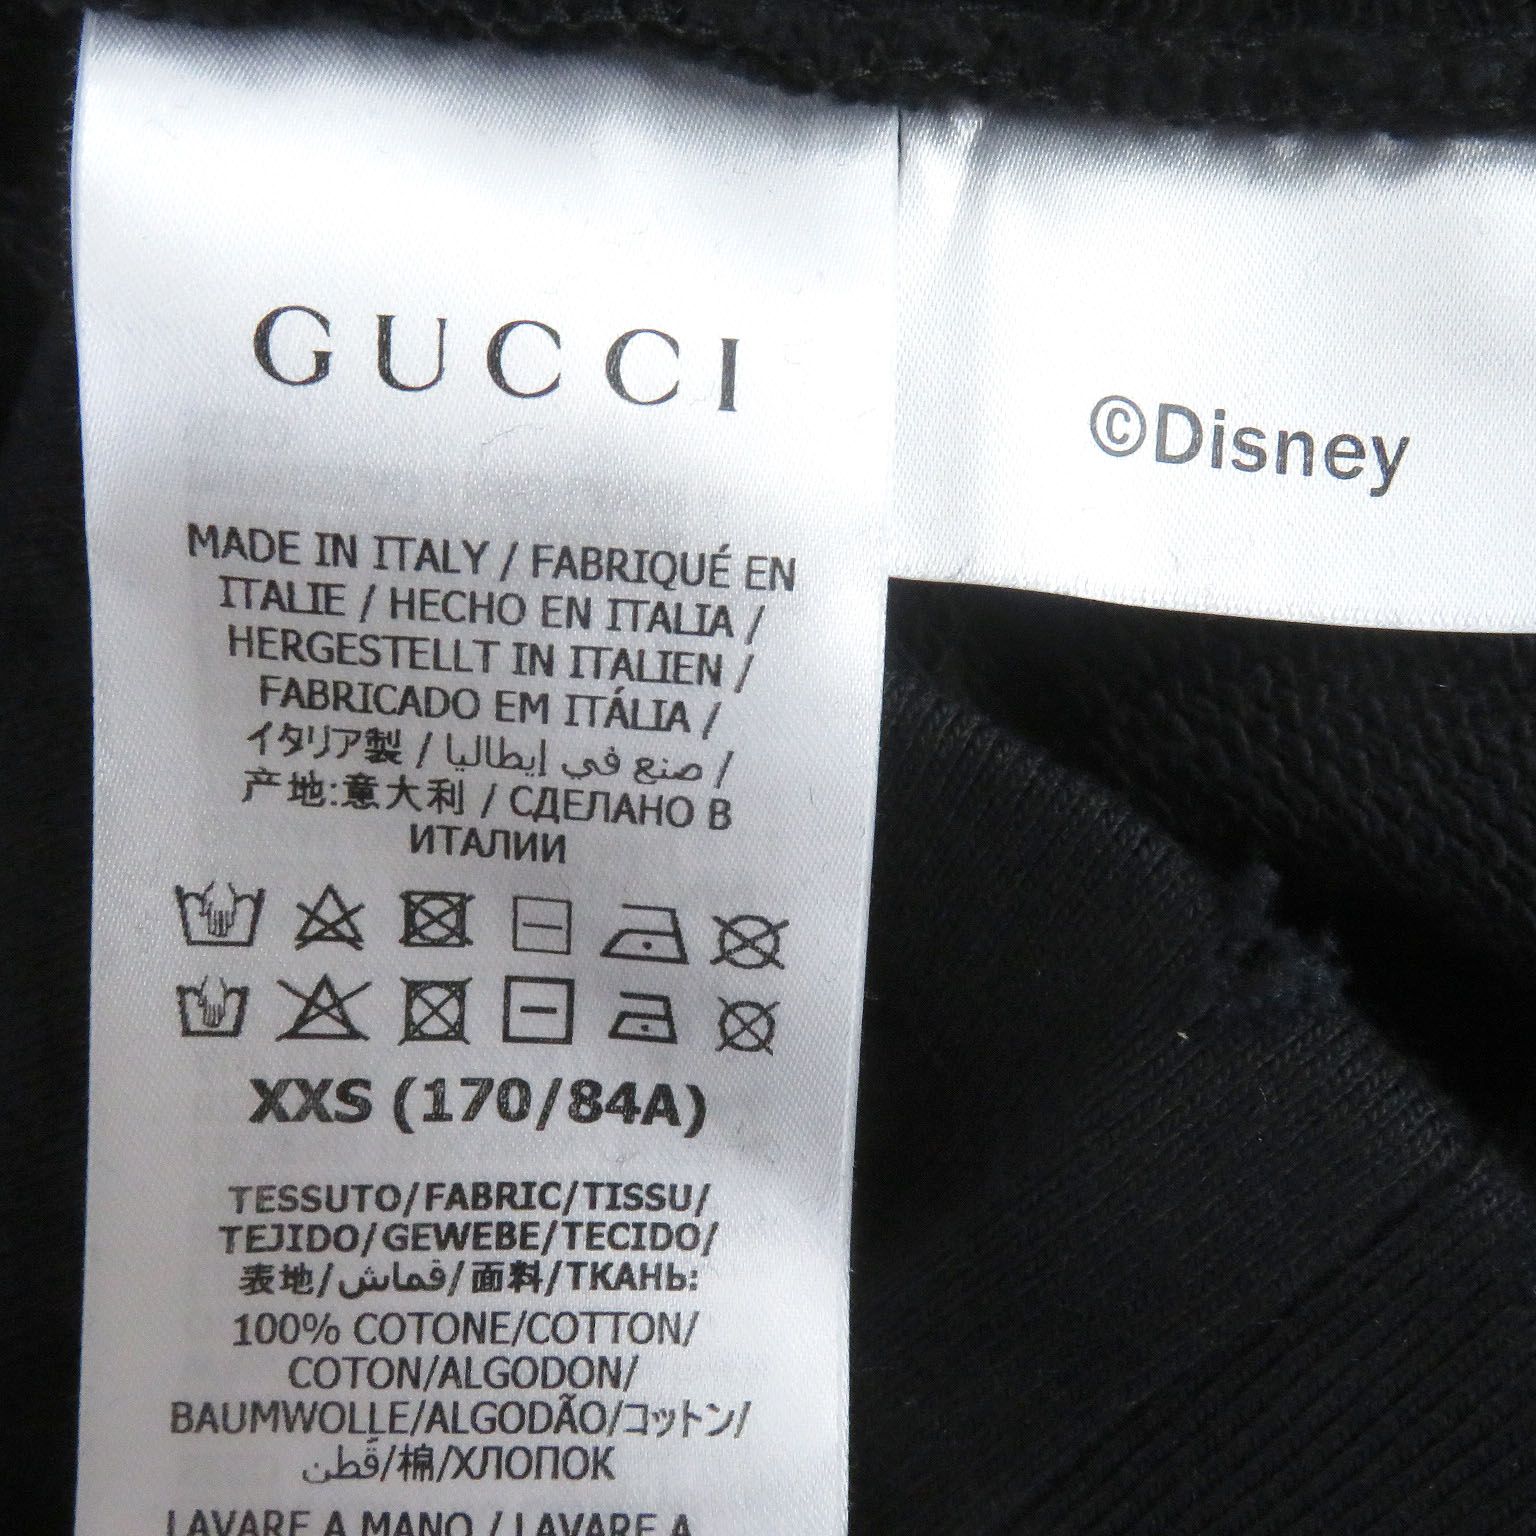 GUCCI
©Disney
MADE IN ITALY / FABRIQUÉ EN
ITALIE / HECHO EN ITALIA /
HERGESTELLT IN ITALIEN /
FABRICADO EM ITÁLIA /
イタリア製 / صنع في إيطاليا /
产地:意大利 / СДЕЛАНО В
ИТАЛИИ
XXS (170/84A)
TESSUTO/FABRIC/TISSU/
TEJIDO/GEWEBE/TECIDO/
表地/قماش/面料/ТКАНЬ:
100% COTONE/COTTON/
COTON/ALGODON/
BAUMWOLLE/ALGODÃO/コットン/
قطن/棉/ХЛОПОК
LAVARE A MANO / LAVARE A